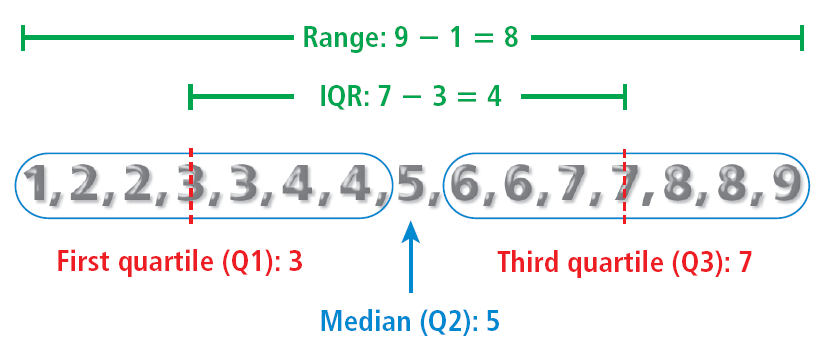 Range: 9 − 1 = 8
IQR: 7 − 3 = 4
1, 2, 2, 3, 3, 4, 4, 5, 6, 6, 7, 7, 8, 8, 9
First quartile (Q1): 3
Third quartile (Q3): 7
Median (Q2): 5